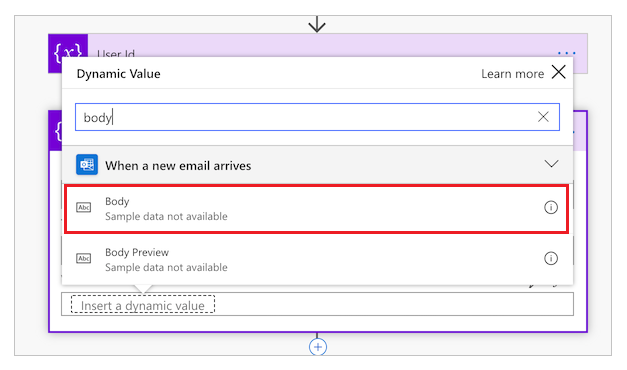 {x} User Id ...
Dynamic Value Learn more
body
When a new email arrives
Abc Body
Sample data not available
Abc Body Preview
Sample data not available
Insert a dynamic value